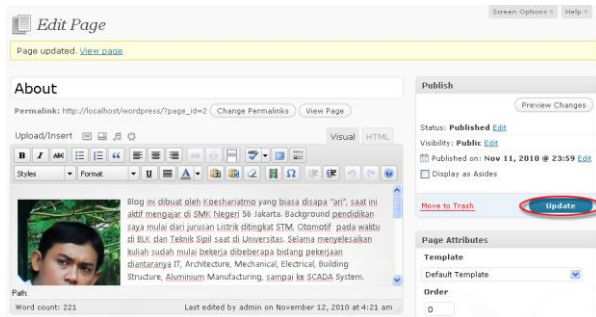 Screen Options
Help
Edit Page
Page updated. View page
About
Permalink: http://localhost/wordpress/?page_id=2 Change Permalinks View Page
Upload/Insert
Visual HTML
B I ABC
Styles Format U A Ω
Blog ini dibuat oleh Kqeshariatmo yang biasa disapa "ari", saat ini
aktif mengajar di SMK Negeri 56 Jakarta. Background pendidikan
saya mulai dari jurusan Listrik ditingkat STM, Otomotif pada waktu
di BLK dan Teknik Sipil saat di Universitas. Selama menyelesaikan
kuliah sudah mulai bekerja dibeberapa bidang pekerjaan
diantaranya IT, Architecture, Mechanical, Electrical, Building
Structure, Aluminium Manufacturing, sampai ke SCADA System.
Path:
Word count: 221
Last edited by admin on November 12, 2010 at 4:21 am
Publish
Preview Changes
Status: Published Edit
Visibility: Public Edit
Published on: Nov 11, 2010 @ 23:59 Edit
Display as Asides
Move to Trash
Update
Page Attributes
Template
Default Template
Order
0